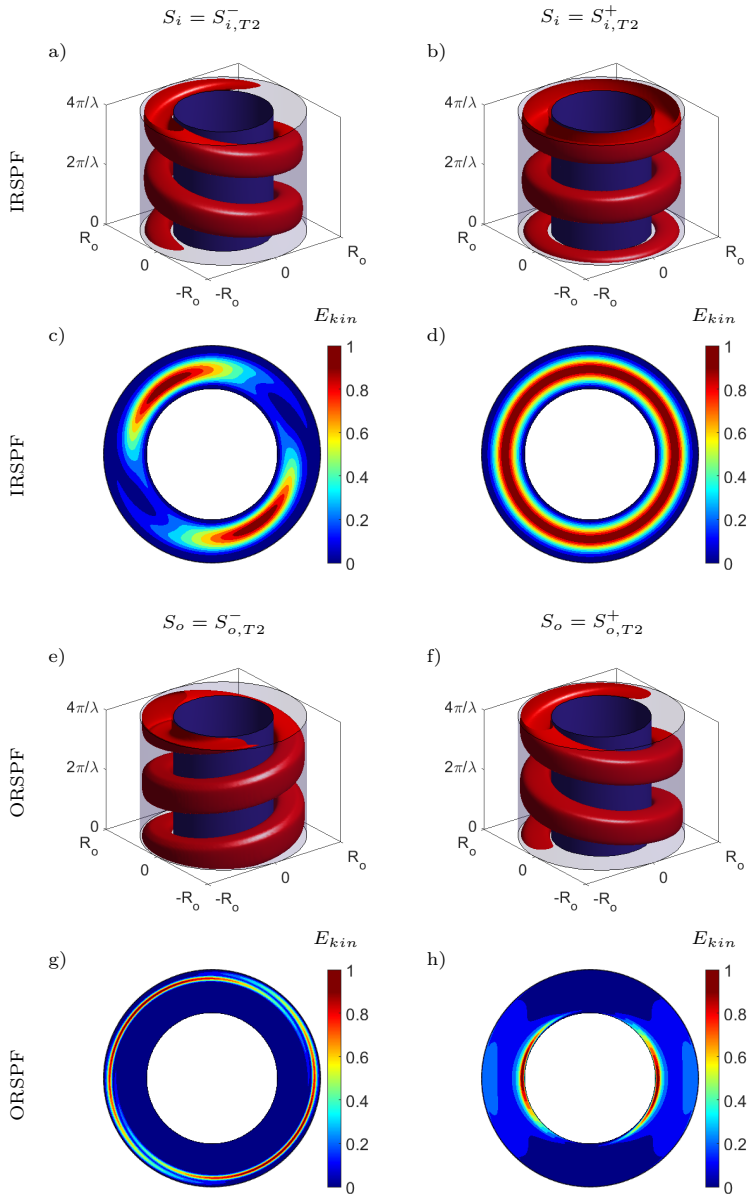 S_i = S_{i,T2}^-
S_i = S_{i,T2}^+
a)
b)
IRSPF
4π/λ
2π/λ
0
R_o
0
-R_o
-R_o
0
R_o
4π/λ
2π/λ
0
R_o
0
-R_o
-R_o
0
R_o
c)
E_{kin}
d)
E_{kin}
IRSPF
1
0.8
0.6
0.4
0.2
0
1
0.8
0.6
0.4
0.2
0
S_o = S_{o,T2}^-
S_o = S_{o,T2}^+
e)
f)
ORSPF
4π/λ
2π/λ
0
R_o
0
-R_o
-R_o
0
R_o
4π/λ
2π/λ
0
R_o
0
-R_o
-R_o
0
R_o
g)
E_{kin}
h)
E_{kin}
ORSPF
1
0.8
0.6
0.4
0.2
0
1
0.8
0.6
0.4
0.2
0